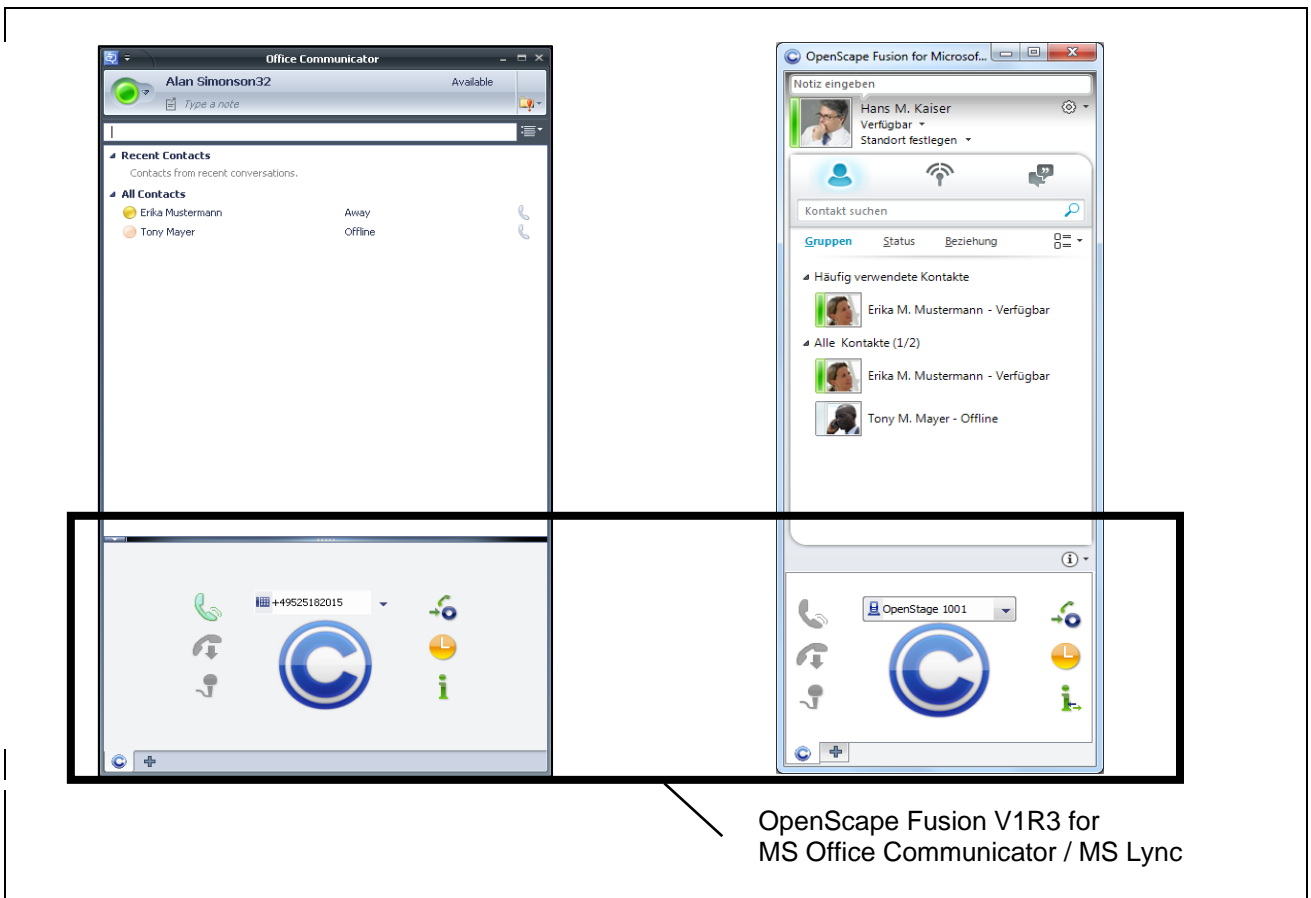 Office Communicator
Alan Simonson32
Available
Type a note
Recent Contacts
Contacts from recent conversations.
All Contacts
Erika Mustermann Away
Tony Mayer Offline
+49525182015
OpenScape Fusion for Microsof...
Notiz eingeben
Hans M. Kaiser
Verfügbar
Standort festlegen
Kontakt suchen
Gruppen Status Beziehung
Häufig verwendete Kontakte
Erika M. Mustermann - Verfügbar
Alle Kontakte (1/2)
Erika M. Mustermann - Verfügbar
Tony M. Mayer - Offline
OpenStage 1001
OpenScape Fusion V1R3 for
MS Office Communicator / MS Lync